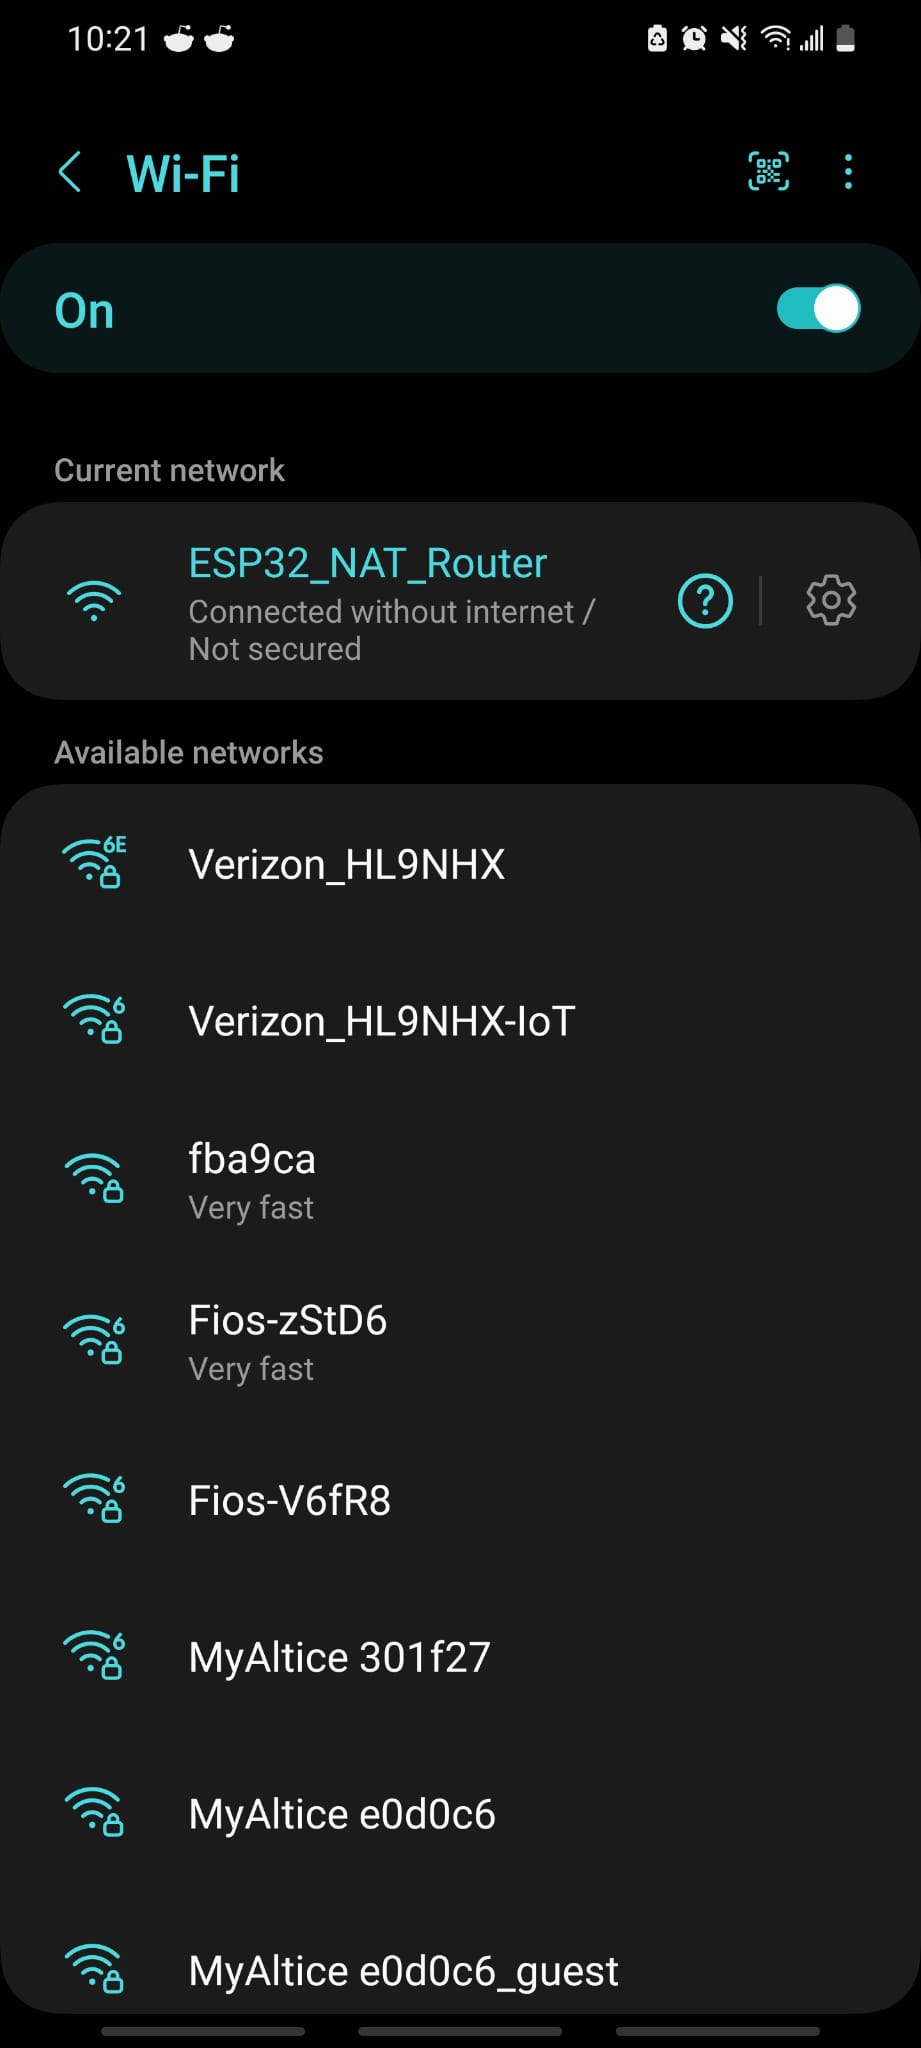 10:21
Wi-Fi
On
Current network
ESP32_NAT_Router
Connected without internet /
Not secured
?
Available networks
6E
Verizon_HL9NHX
6
Verizon_HL9NHX-IoT
fba9ca
Very fast
6
Fios-zStD6
Very fast
6
Fios-V6fR8
6
MyAltice 301f27
MyAltice e0d0c6
MyAltice e0d0c6_guest